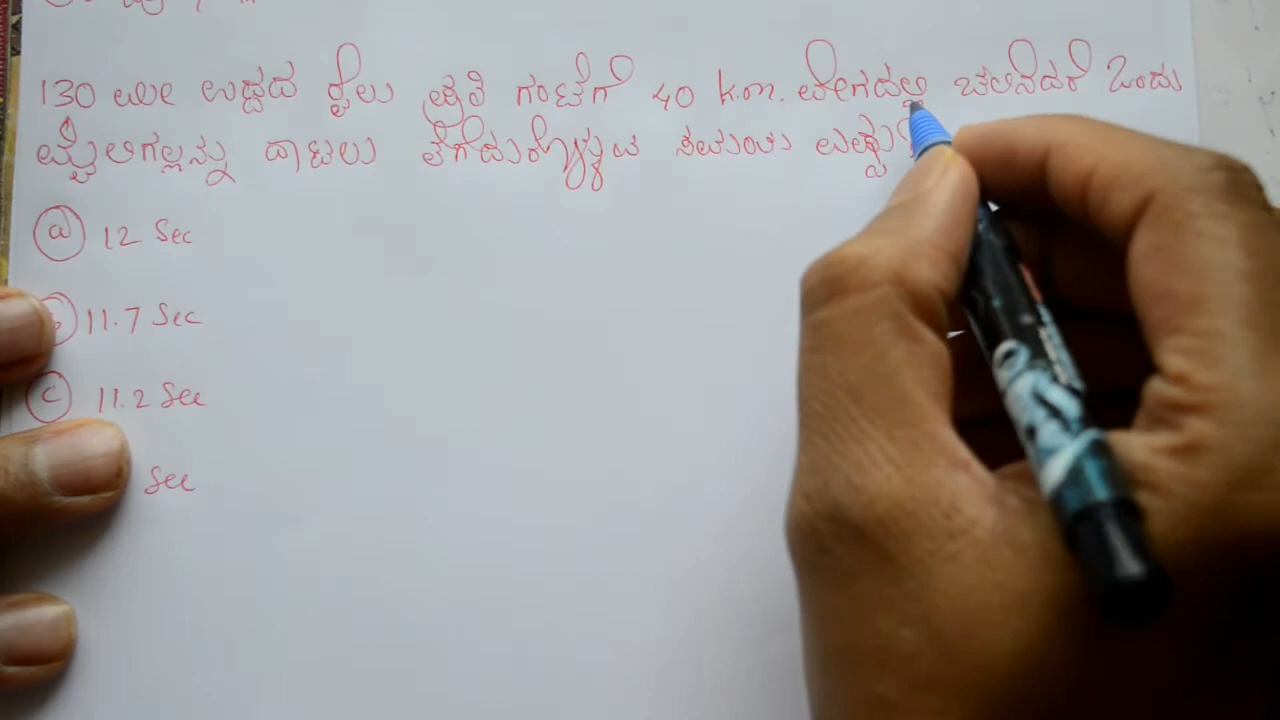 130 ಮೀ ಉದ್ದದ ರೈಲು ಪ್ರತಿ ಗಂಟೆಗೆ 40 k.m. ವೇಗದಲ್ಲಿ ಚಲಿಸಿದರೆ ಒಂದು
ಮೈಲಿಗಲ್ಲನ್ನು ದಾಟಲು ತೆಗೆದುಕೊಳ್ಳುವ ಸಮಯ ಎಷ್ಟು
a 12 Sec
11.7 Sec
c 11.2 Sec
Sec